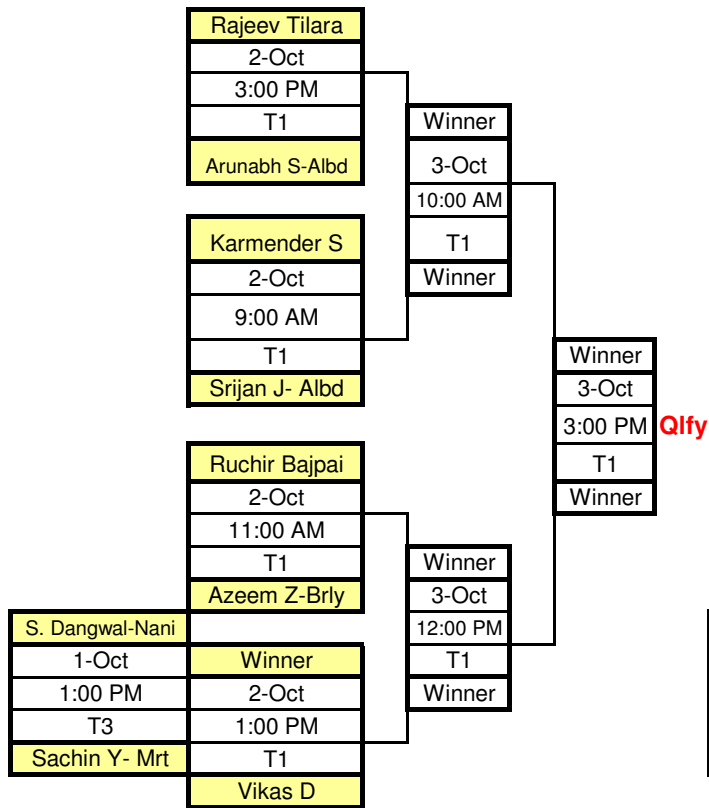 Rajeev Tilara
2-Oct
3:00 PM
T1
Arunabh S-Albd
Karmender S
2-Oct
9:00 AM
T1
Srijan J- Albd
Ruchir Bajpai
2-Oct
11:00 AM
T1
Azeem Z-Brly
S. Dangwal-Nani
1-Oct
1:00 PM
T3
Sachin Y- Mrt
Winner
2-Oct
1:00 PM
T1
Vikas D
Winner
3-Oct
10:00 AM
T1
Winner
Winner
3-Oct
12:00 PM
T1
Winner
Winner
3-Oct
3:00 PM
T1
Winner
Qlfy